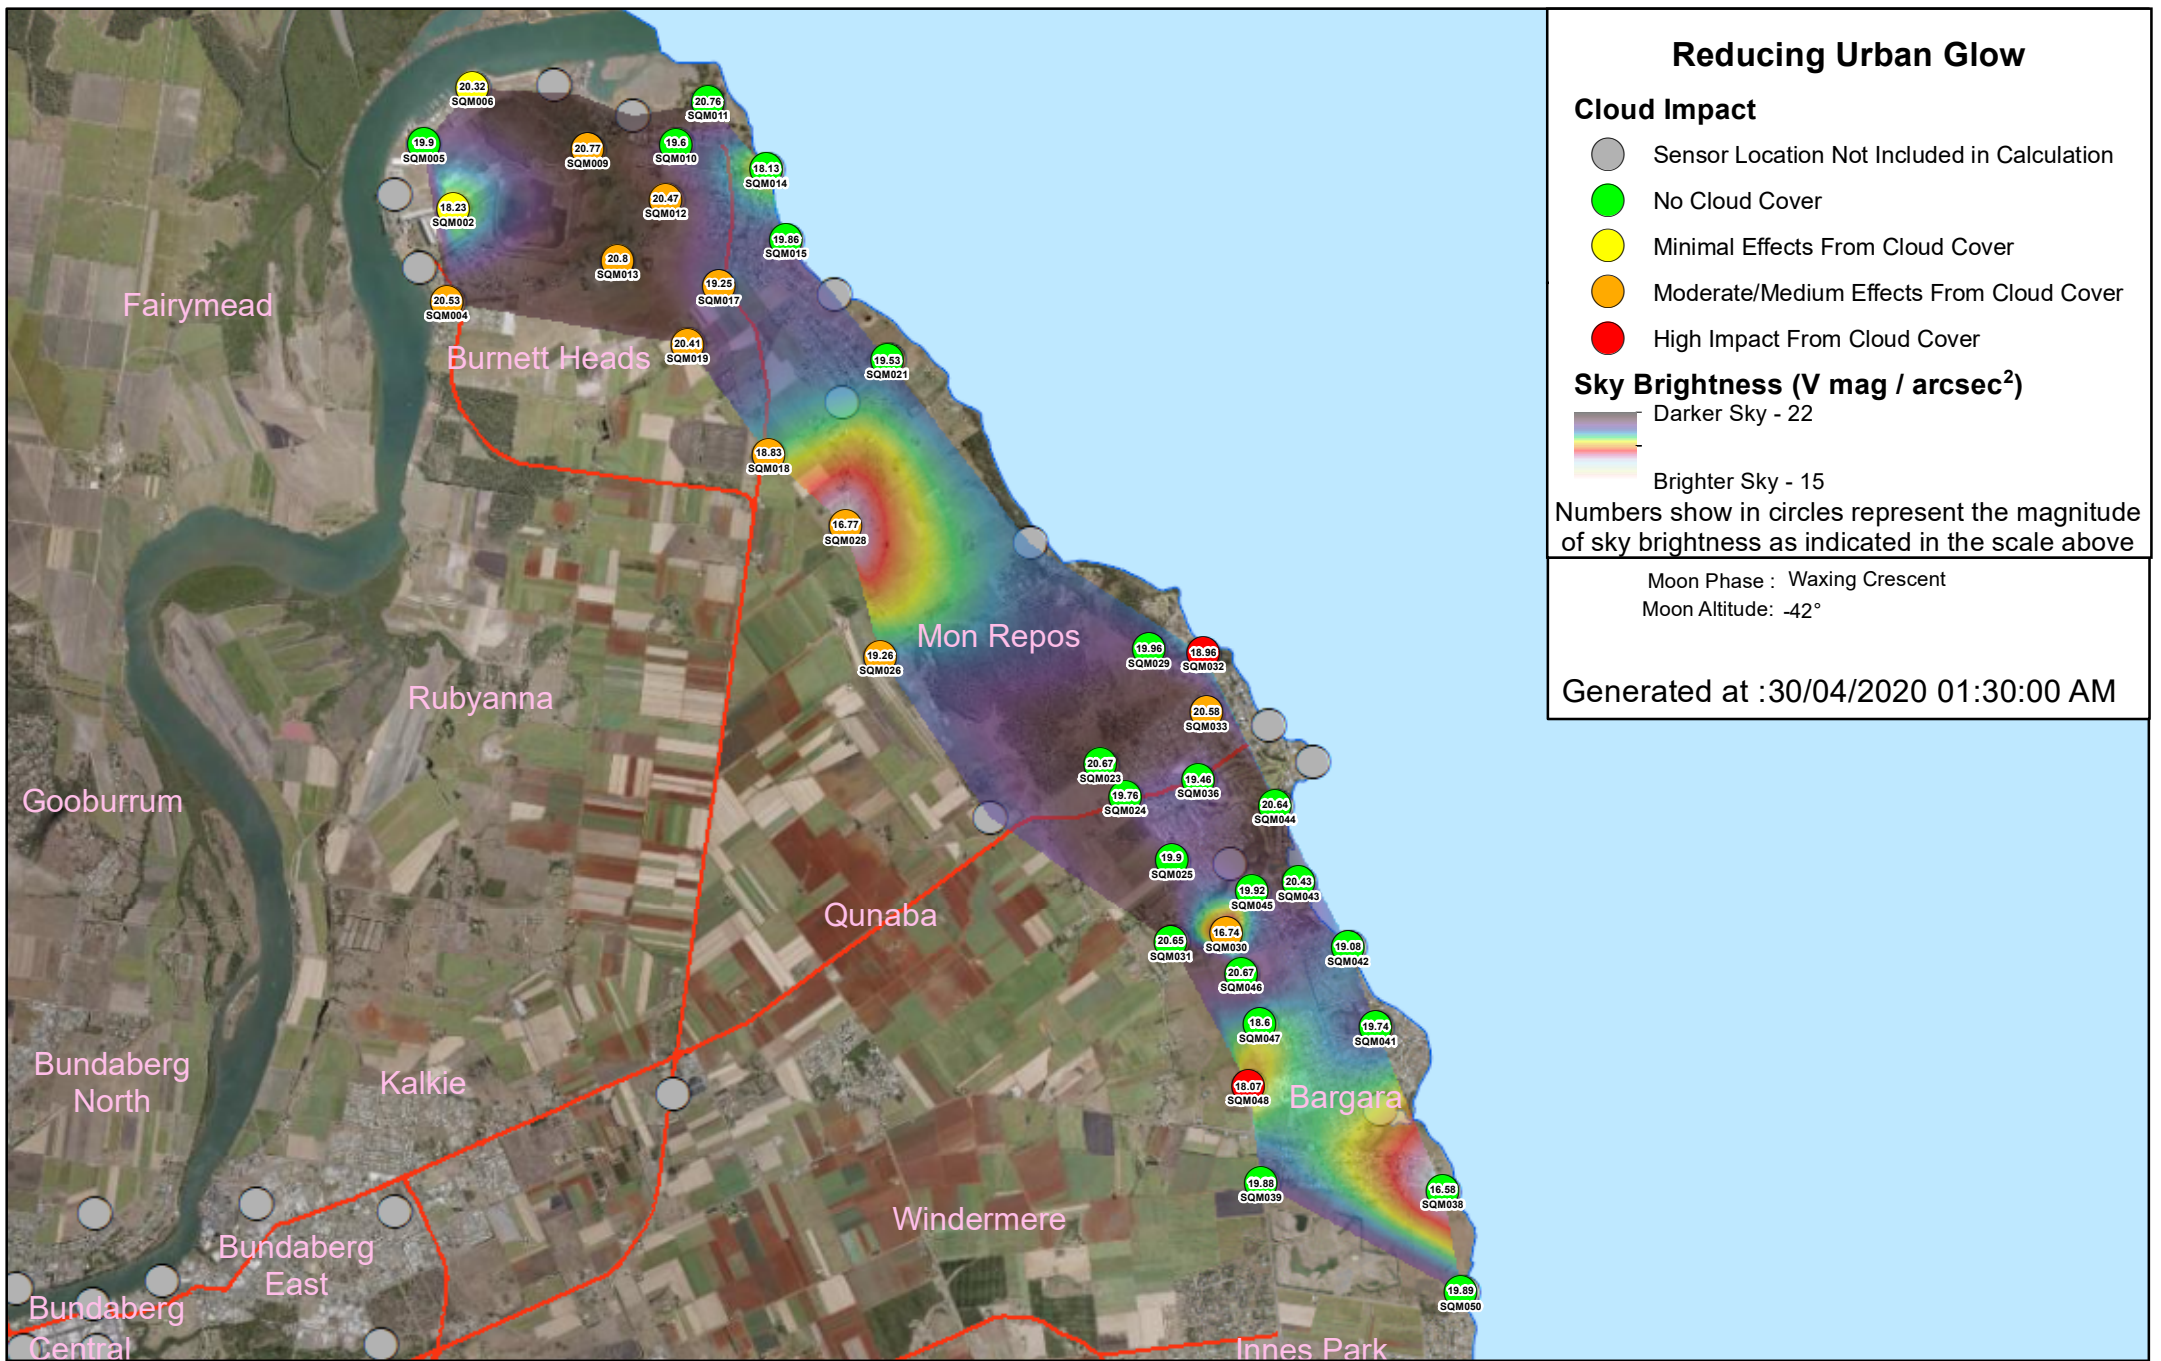 Reducing Urban Glow
Cloud Impact
Sensor Location Not Included in Calculation
No Cloud Cover
Minimal Effects From Cloud Cover
Moderate/Medium Effects From Cloud Cover
High Impact From Cloud Cover
Sky Brightness (V mag / arcsec²)
Darker Sky - 22
Brighter Sky - 15
Numbers show in circles represent the magnitude
of sky brightness as indicated in the scale above
Moon Phase : Waxing Crescent
Moon Altitude: -42°
Generated at :30/04/2020 01:30:00 AM
20.32
SQM006
20.76
SQM011
19.9
SQM005
20.77
SQM009
19.6
SQM010
18.13
SQM014
18.23
SQM002
20.47
SQM012
19.86
SQM015
20.8
SQM013
19.25
SQM017
20.53
SQM004
Fairymead
20.41
SQM019
Burnett Heads
19.53
SQM021
18.83
SQM018
16.77
SQM028
Mon Repos
19.26
SQM026
19.96
SQM029
18.96
SQM032
Rubyanna
20.58
SQM033
20.67
SQM023
19.46
SQM036
19.76
SQM024
20.64
SQM044
Gooburrum
19.9
SQM025
19.92
SQM045
20.43
SQM043
Qunaba
20.65
SQM031
16.74
SQM030
19.08
SQM042
20.67
SQM046
18.6
SQM047
19.74
SQM041
Bundaberg
North
Kalkie
18.07
SQM048
Bargara
19.88
SQM039
16.58
SQM038
Windermere
Bundaberg
East
19.89
SQM050
Bundaberg
Central
Innes Park